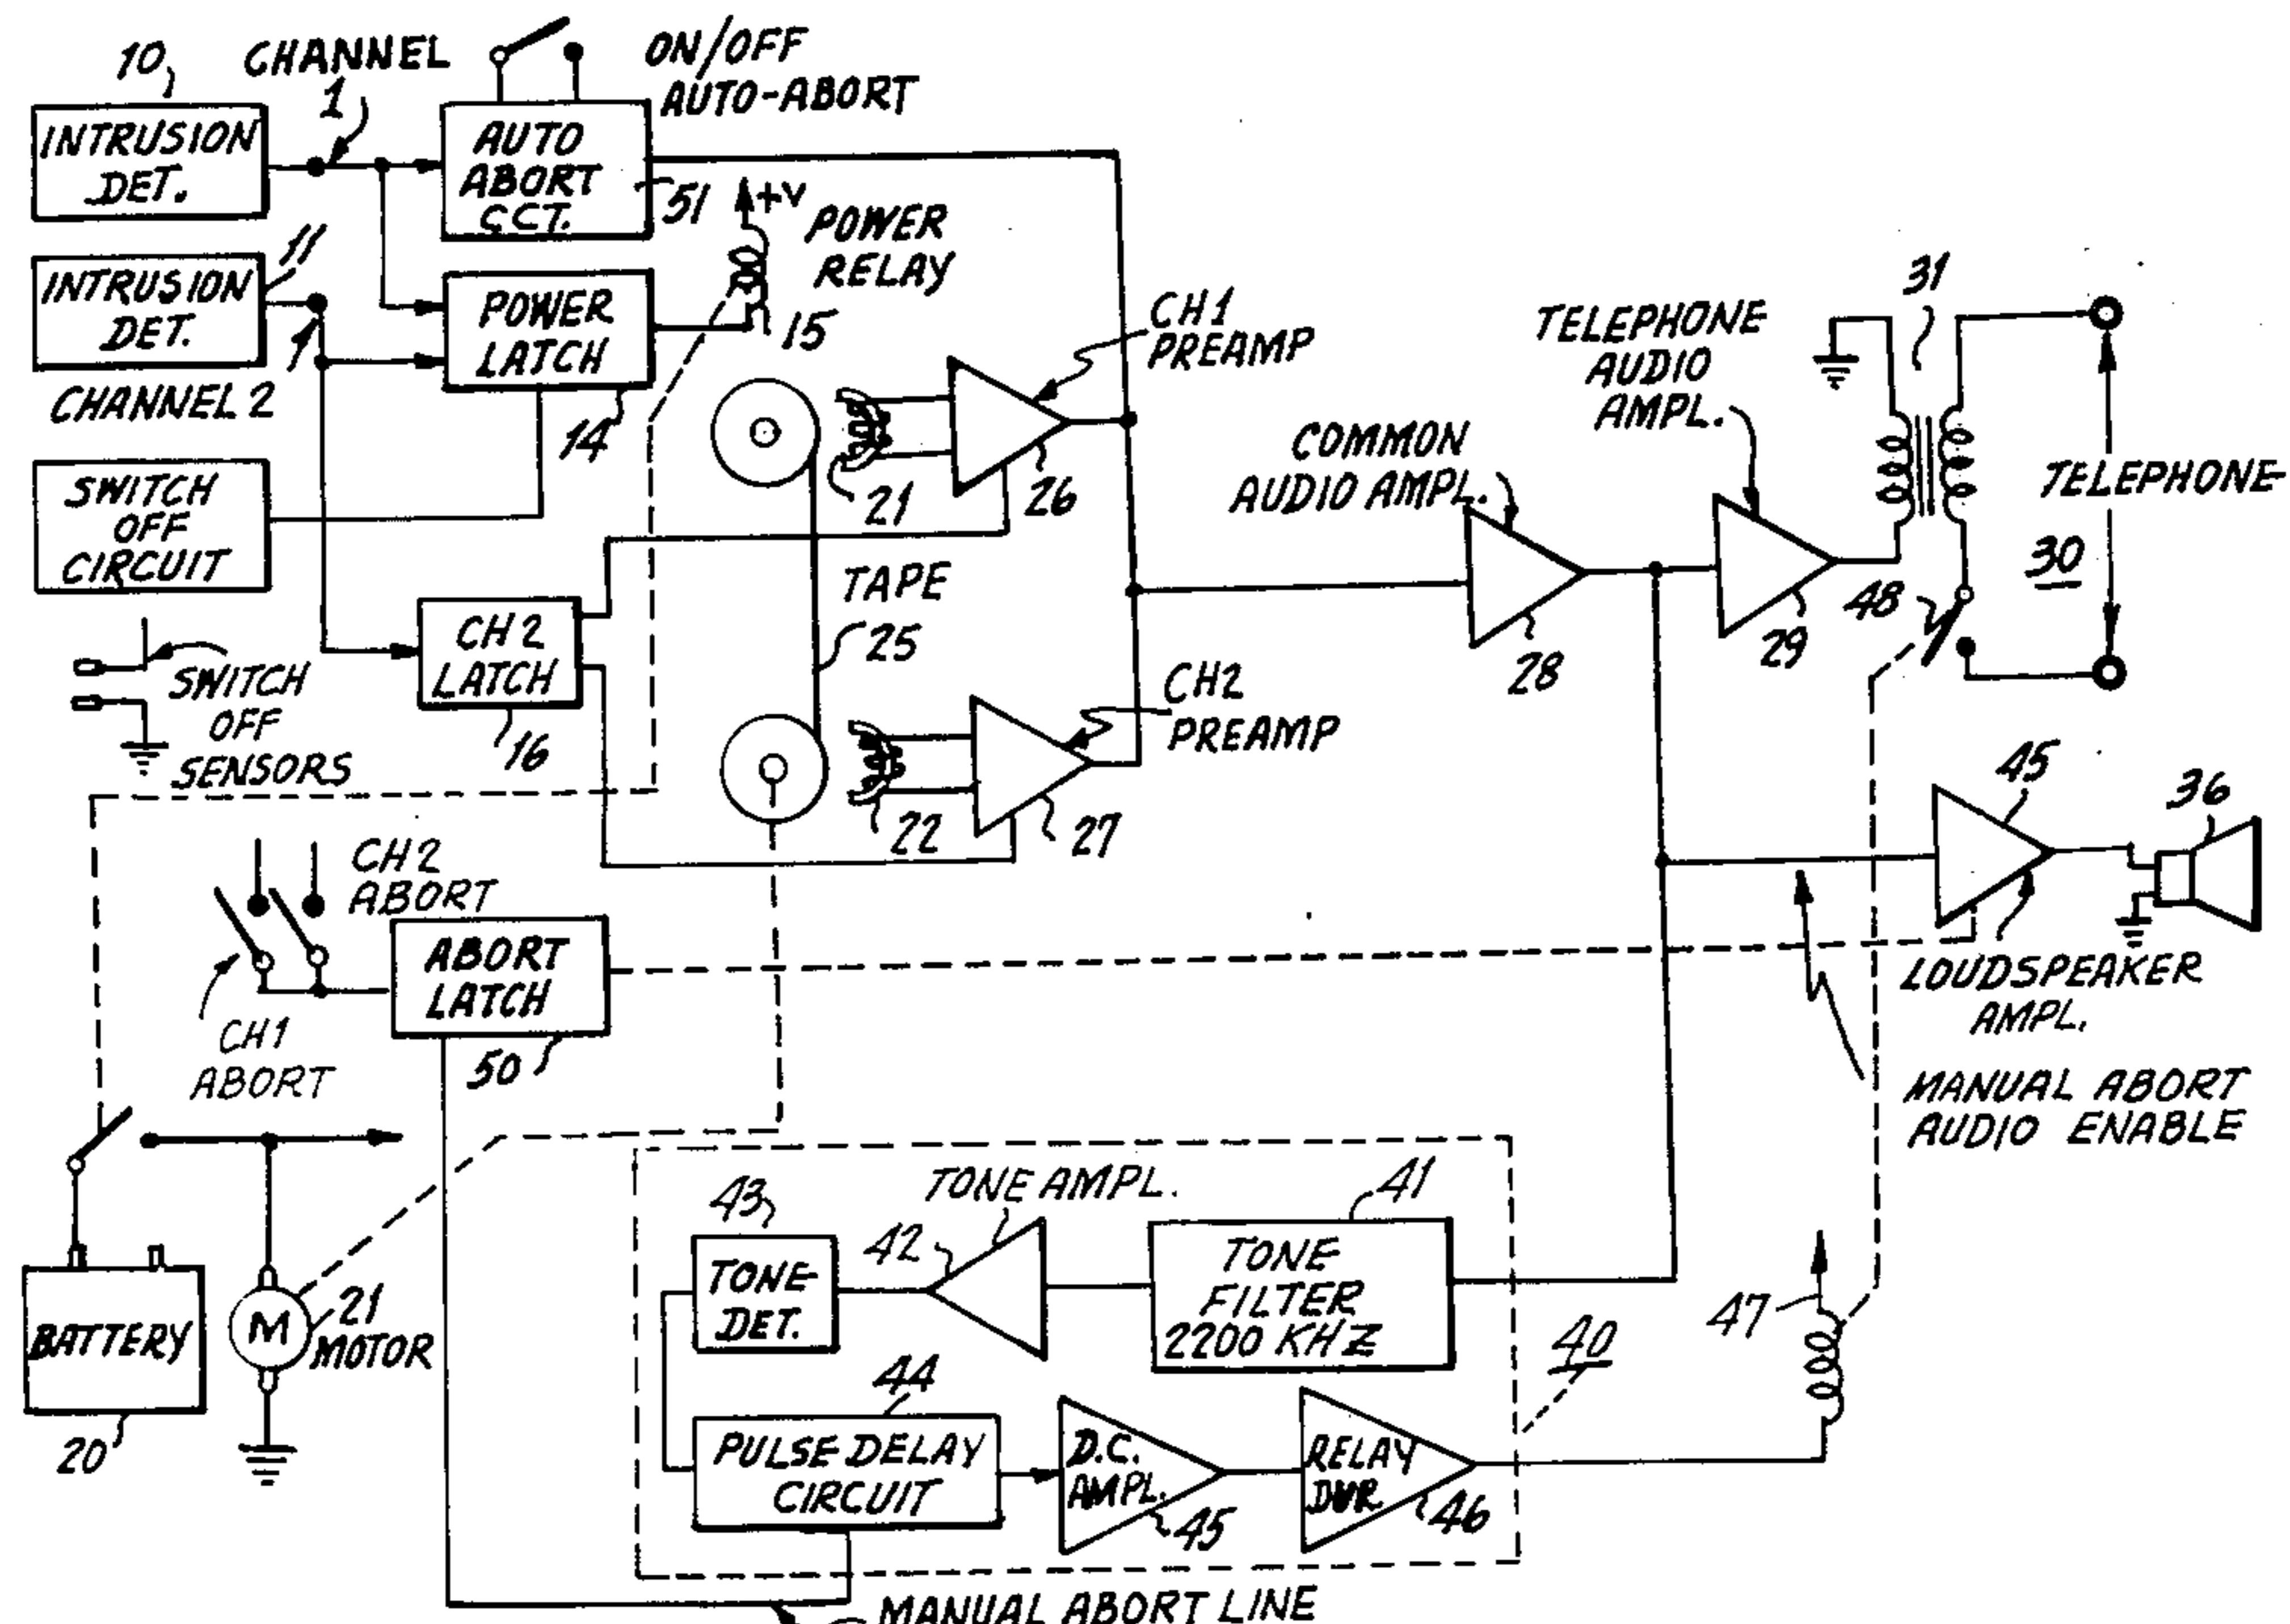 10
CHANNEL
1
ON/OFF
AUTO-ABORT
INTRUSION
DET.
AUTO
ABORT
CCT.
51
+V
POWER
RELAY
15
INTRUSION
DET.
11
CHANNEL 2
POWER
LATCH
14
CH1
PREAMP
21
26
TELEPHONE
AUDIO
AMPL.
31
COMMON
AUDIO AMPL.
TELEPHONE
30
48
28
29
SWITCH
OFF
CIRCUIT
SWITCH
OFF
SENSORS
CH 2
LATCH
16
TAPE
25
CH2
PREAMP
22
27
45
36
LOUDSPEAKER
AMPL.
MANUAL ABORT
AUDIO ENABLE
CH2
ABORT
CH1
ABORT
ABORT
LATCH
50
BATTERY
20
M
21
MOTOR
43
TONE AMPL.
41
42
TONE
DET.
TONE
FILTER
2200 KHZ
40
47
44
PULSE DELAY
CIRCUIT
D.C.
AMPL.
45
RELAY
DVR
46
MANUAL ABORT LINE